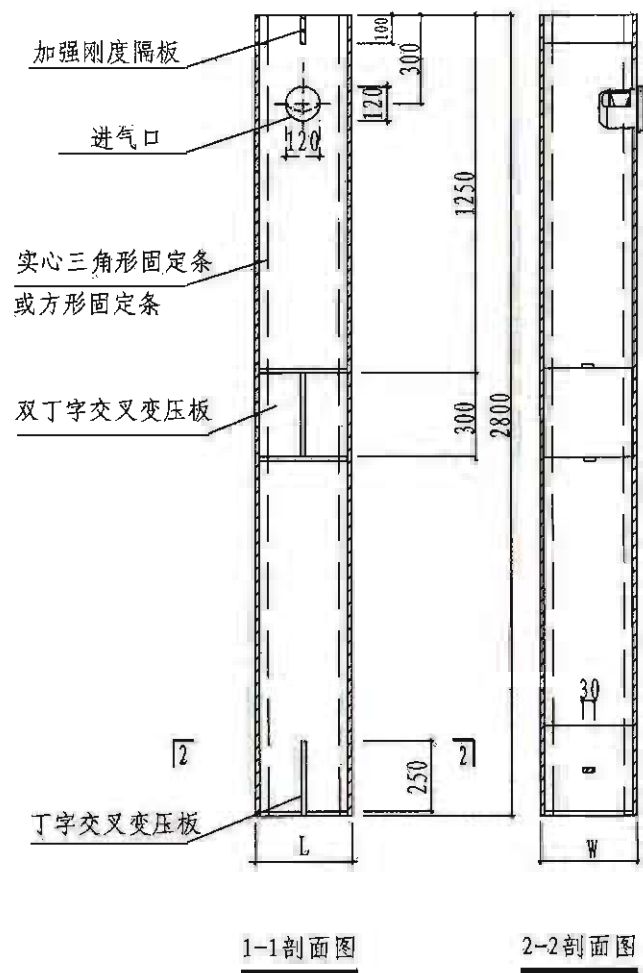 加强刚度隔板
进气口
实心三角形固定条
或方形固定条
双丁字交叉变压板
丁字交叉变压板
100
300
120
120
1250
300
2800
250
30
2
2
L
W
1-1剖面图
2-2剖面图